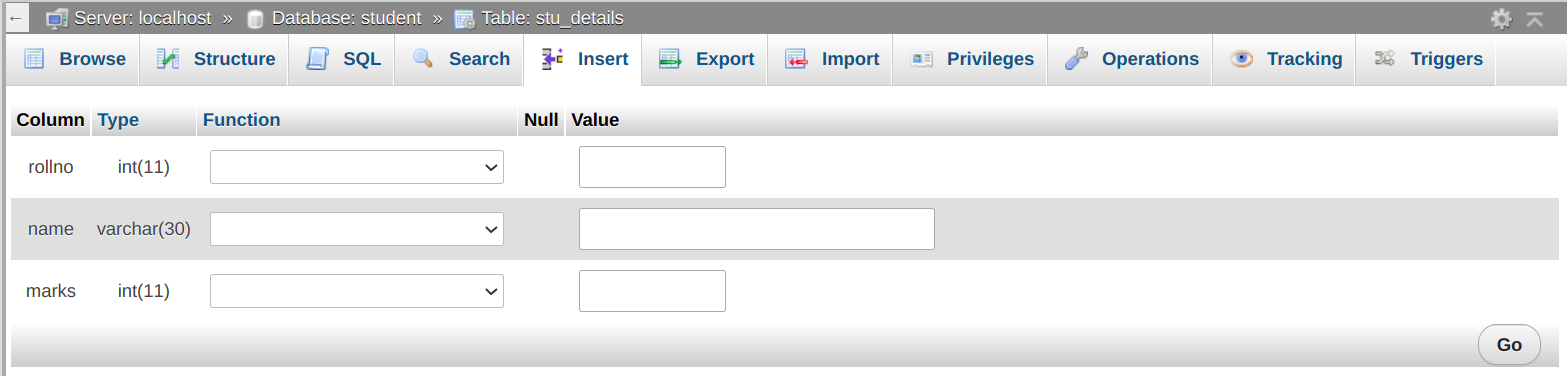 ← Server: localhost » Database: student » Table: stu_details
Browse Structure SQL Search Insert Export Import Privileges Operations Tracking Triggers
Column Type Function Null Value
rollno int(11)
name varchar(30)
marks int(11)
Go